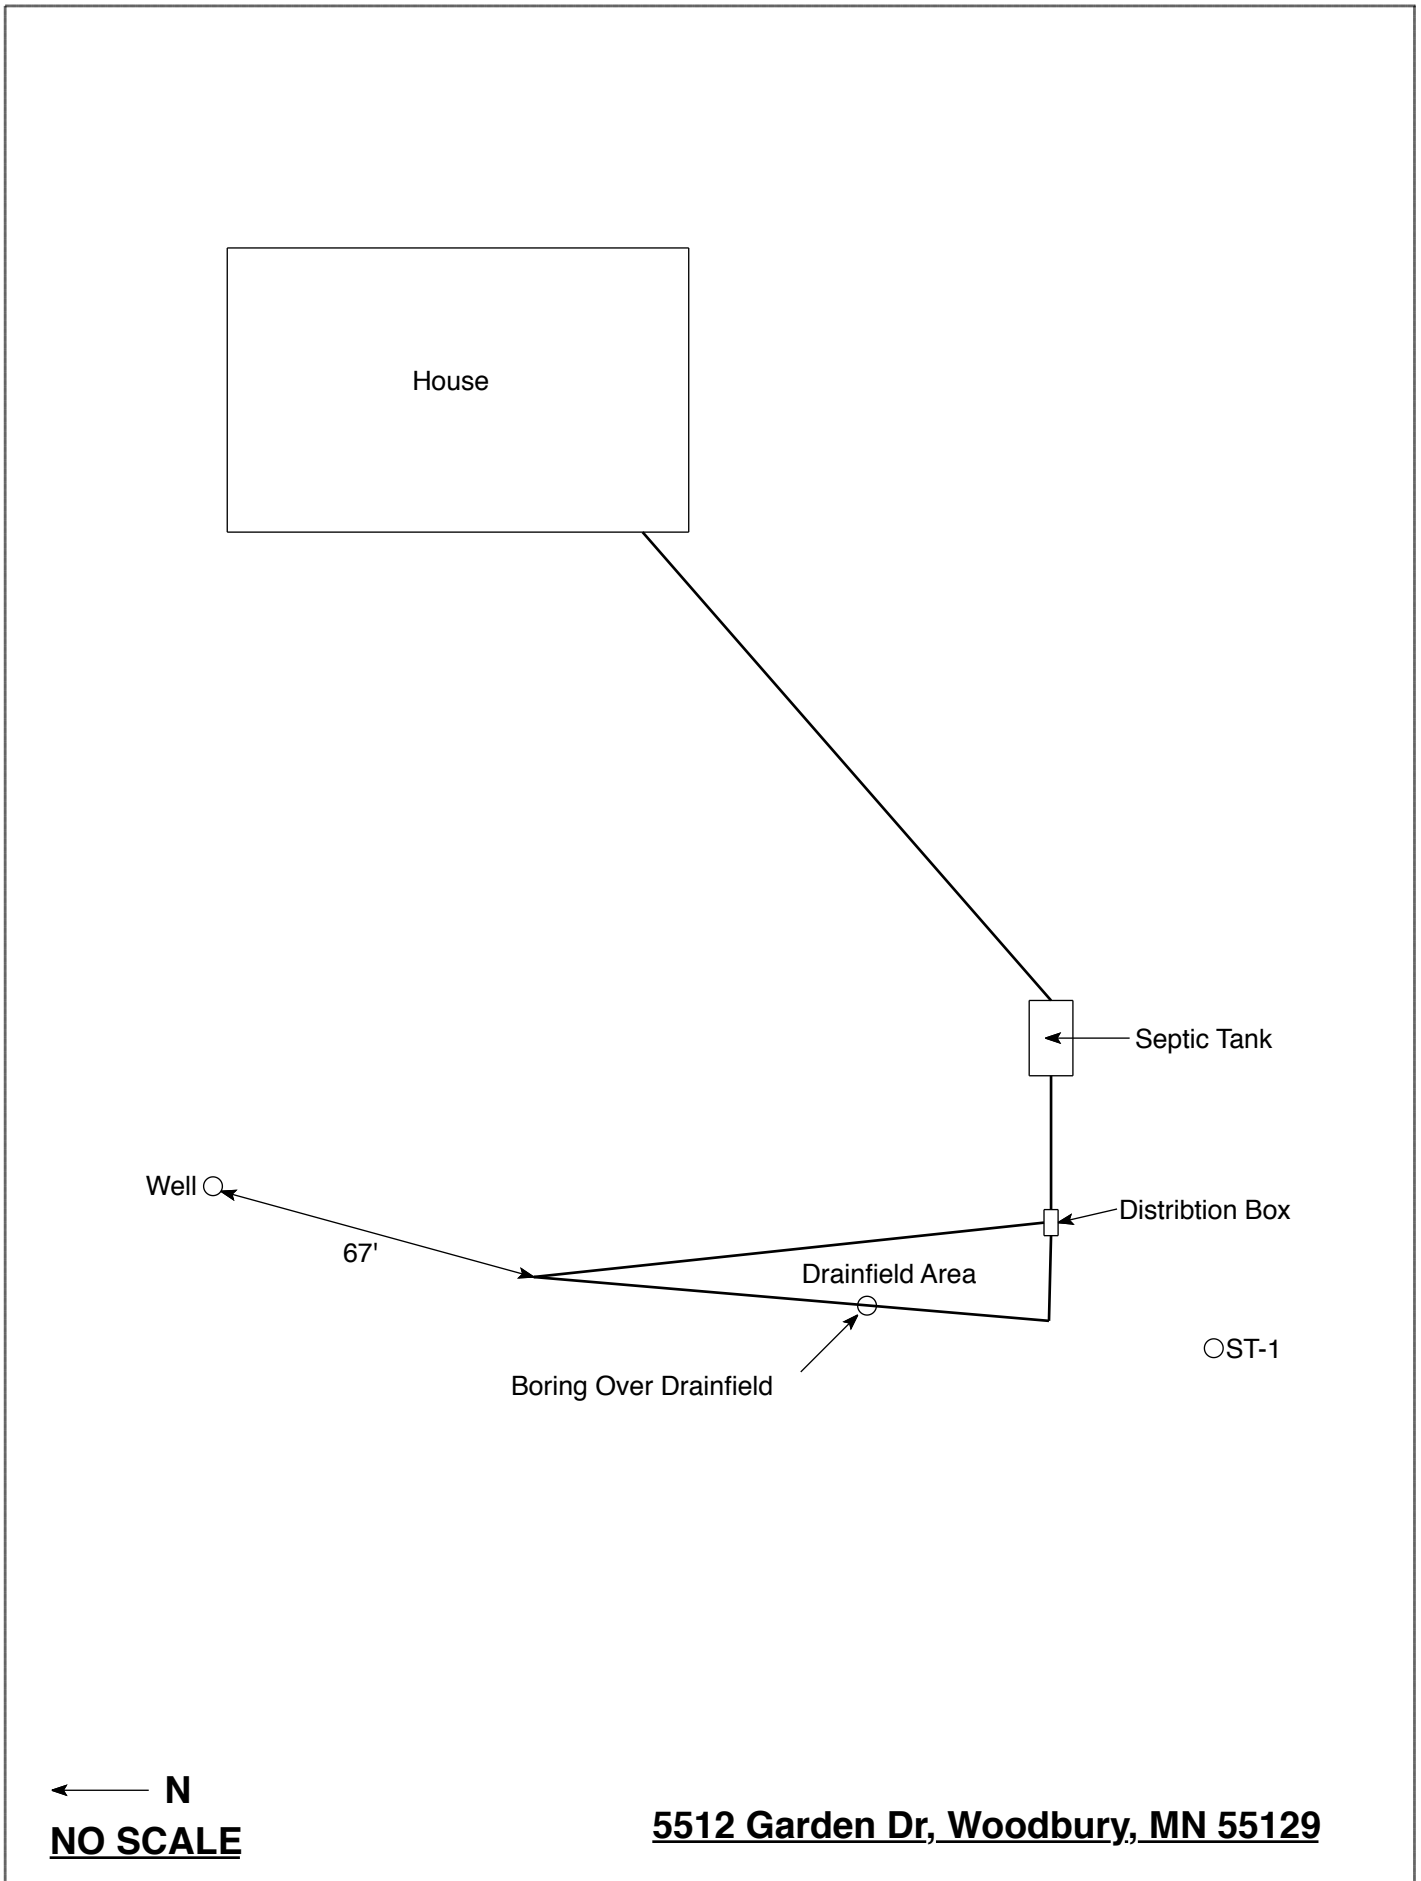 House
Septic Tank
Well
Distribtion Box
67'
Drainfield Area
ST-1
Boring Over Drainfield
N
NO SCALE
5512 Garden Dr, Woodbury, MN 55129